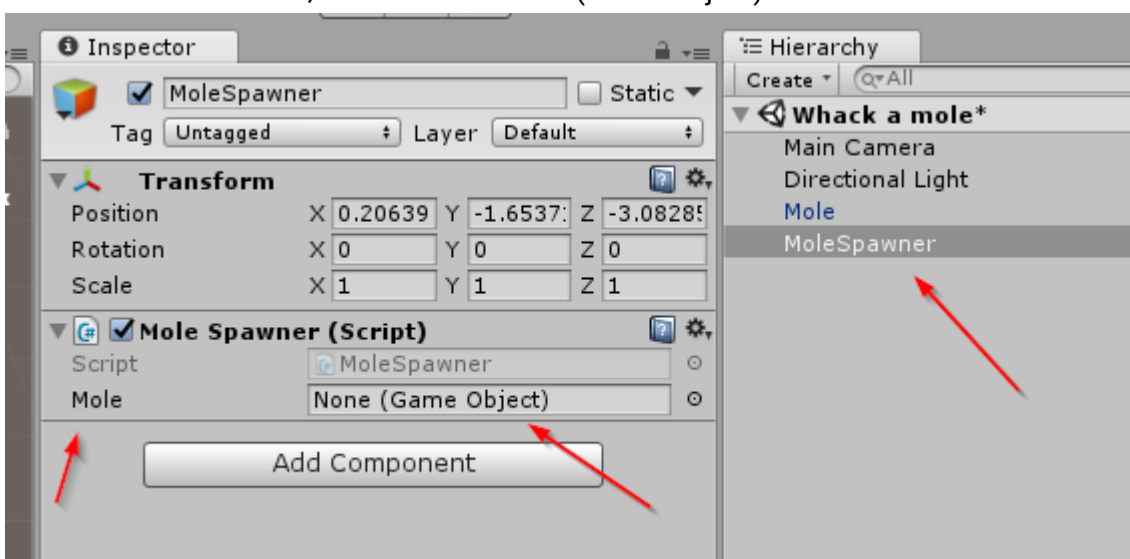 Inspector
MoleSpawner Static
Tag Untagged Layer Default
Transform
Position X 0.20639 Y -1.6537: Z -3.0828
Rotation X 0 Y 0 Z 0
Scale X 1 Y 1 Z 1
Mole Spawner (Script)
Script MoleSpawner
Mole None (Game Object)
Add Component
Hierarchy
Create All
Whack a mole*
Main Camera
Directional Light
Mole
MoleSpawner